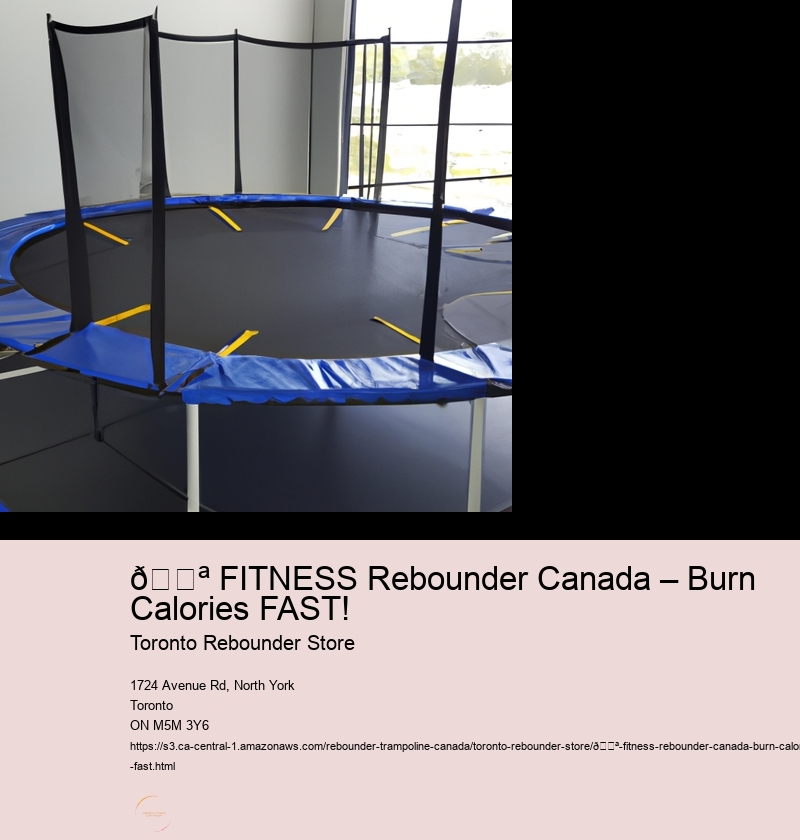 ð□□ª FITNESS Rebounder Canada – Burn
Calories FAST!
Toronto Rebounder Store
1724 Avenue Rd, North York
Toronto
ON M5M 3Y6
https://s3.ca-central-1.amazonaws.com/rebounder-trampoline-canada/toronto-rebounder-store/ð□□ª-fitness-rebounder-canada-burn-calor
-fast.html